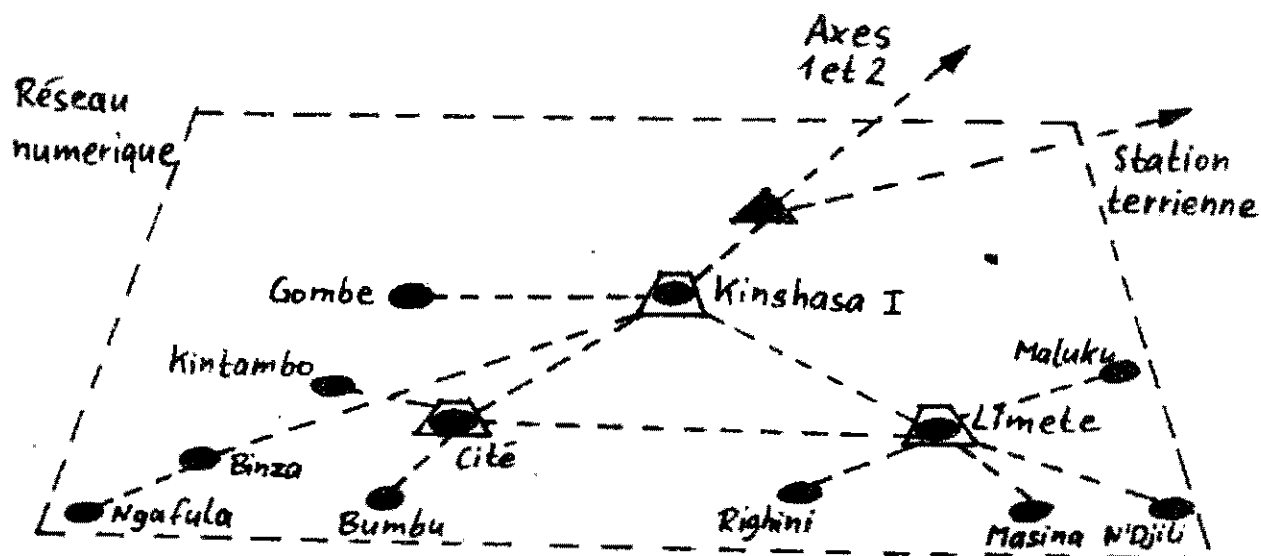 Axes
1 et 2
Réseau
numerique
Station
terrienne
Gombe
Kinshasa I
Kintambo
Maluku
Limete
Binza
Cité
Ngafula
Bumbu
Righini
Masina
N'Djili